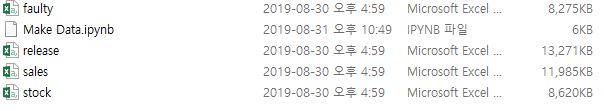 faulty 2019-08-30 오후 4:59 Microsoft Excel ... 8,275KB
Make Data.ipynb 2019-08-31 오후 10:49 IPYNB 파일 6KB
release 2019-08-30 오후 4:59 Microsoft Excel ... 13,271KB
sales 2019-08-30 오후 4:59 Microsoft Excel ... 11,985KB
stock 2019-08-30 오후 4:59 Microsoft Excel ... 8,620KB